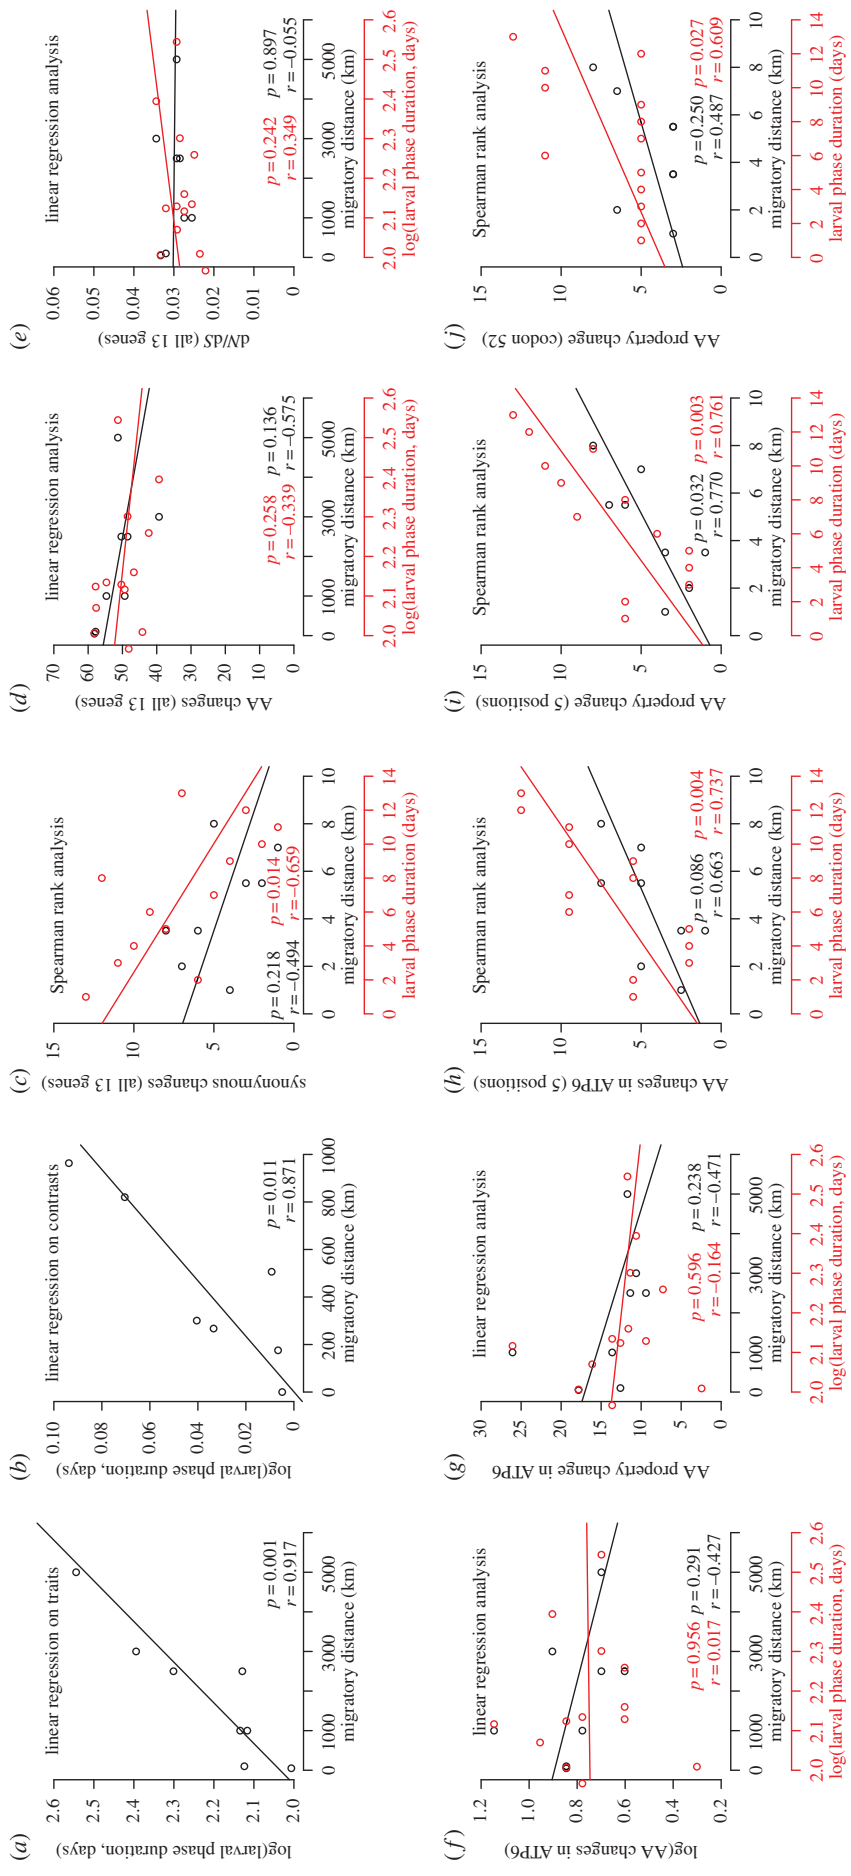 (a)
linear regression on traits
log(larval phase duration, days)
2.6
2.5
2.4
2.3
2.2
2.1
2.0
p = 0.001
r = 0.917
0 1000 3000 5000
migratory distance (km)
(b)
linear regression on contrasts
log(larval phase duration, days)
0.10
0.08
0.06
0.04
0.02
0
p = 0.011
r = 0.871
0 200 400 600 800 1000
migratory distance (km)
(c)
Spearman rank analysis
synonymous changes (all 13 genes)
15
10
5
0
p = 0.218
r = −0.494
p = 0.014
r = −0.659
0 2 4 6 8 10
migratory distance (km)
0 2 4 6 8 10 12 14
larval phase duration (days)
(d)
linear regression analysis
AA changes (all 13 genes)
70
60
50
40
30
20
10
0
p = 0.258
r = −0.339
p = 0.136
r = −0.575
0 1000 3000 5000
migratory distance (km)
2.0 2.1 2.2 2.3 2.4 2.5 2.6
log(larval phase duration, days)
(e)
linear regression analysis
dN/dS (all 13 genes)
0.06
0.05
0.04
0.03
0.02
0.01
0
p = 0.242
r = 0.349
p = 0.897
r = −0.055
0 1000 3000 5000
migratory distance (km)
2.0 2.1 2.2 2.3 2.4 2.5 2.6
log(larval phase duration, days)
(f)
linear regression analysis
log(AA changes in ATP6)
1.2
1.0
0.8
0.6
0.4
0.2
p = 0.956
r = 0.017
p = 0.291
r = −0.427
0 1000 3000 5000
migratory distance (km)
2.0 2.1 2.2 2.3 2.4 2.5 2.6
log(larval phase duration, days)
(g)
linear regression analysis
AA property change in ATP6
30
25
20
15
10
5
0
p = 0.596
r = −0.164
p = 0.238
r = −0.471
0 1000 3000 5000
migratory distance (km)
2.0 2.1 2.2 2.3 2.4 2.5 2.6
log(larval phase duration, days)
(h)
Spearman rank analysis
AA changes in ATP6 (5 positions)
15
10
5
0
p = 0.086
r = 0.663
p = 0.004
r = 0.737
0 2 4 6 8 10
migratory distance (km)
0 2 4 6 8 10 12 14
larval phase duration (days)
(i)
Spearman rank analysis
AA property change (5 positions)
15
10
5
0
p = 0.032
r = 0.770
p = 0.003
r = 0.761
0 2 4 6 8 10
migratory distance (km)
0 2 4 6 8 10 12 14
larval phase duration (days)
(j)
Spearman rank analysis
AA property change (codon 52)
15
10
5
0
p = 0.250
r = 0.487
p = 0.027
r = 0.609
0 2 4 6 8 10
migratory distance (km)
0 2 4 6 8 10 12 14
larval phase duration (days)